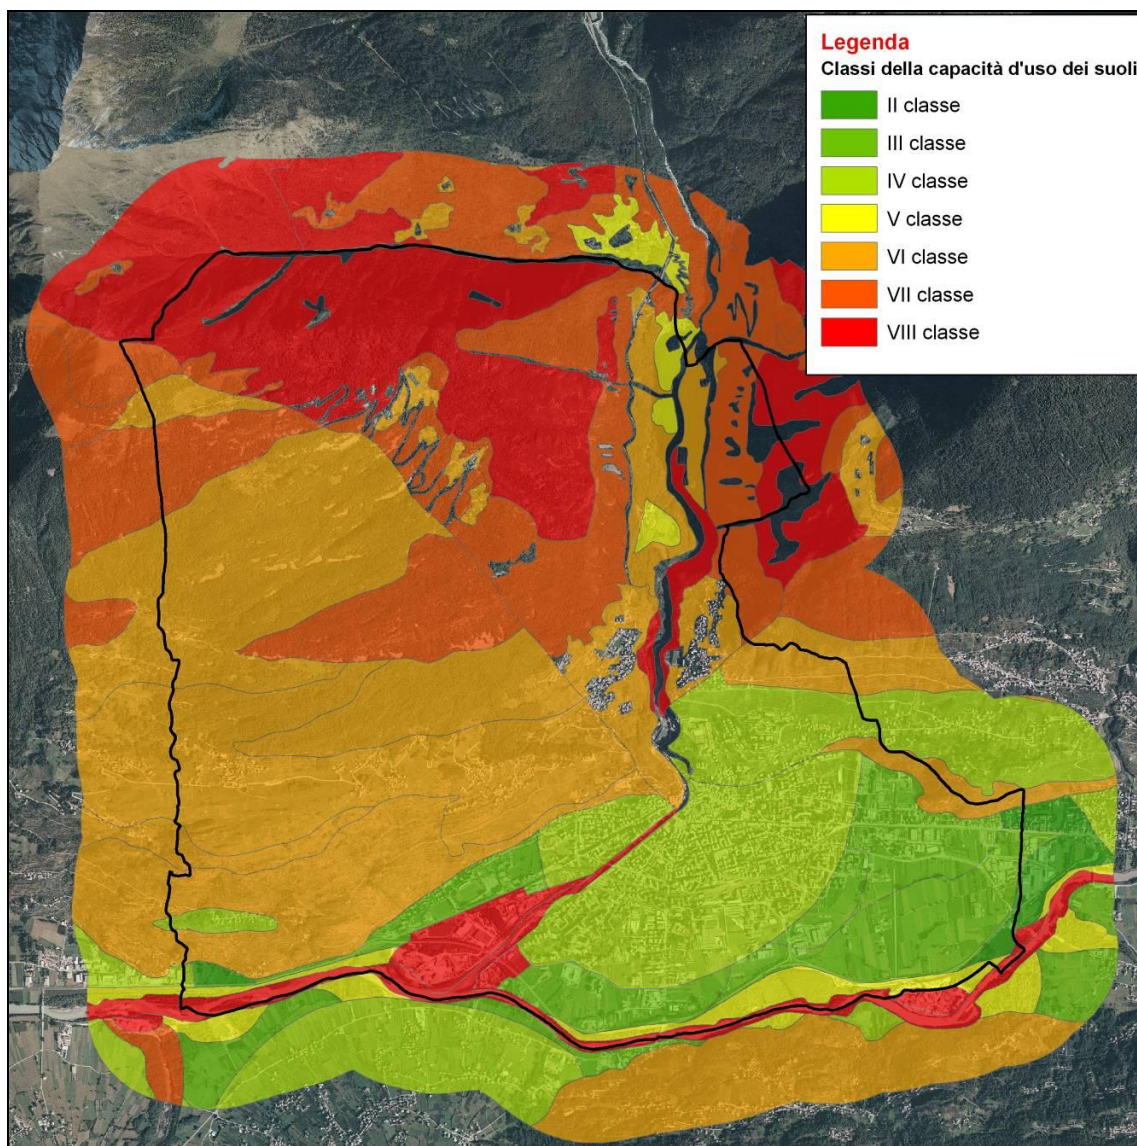 Legenda
Classi della capacità d'uso dei suoli
II classe
III classe
IV classe
V classe
VI classe
VII classe
VIII classe